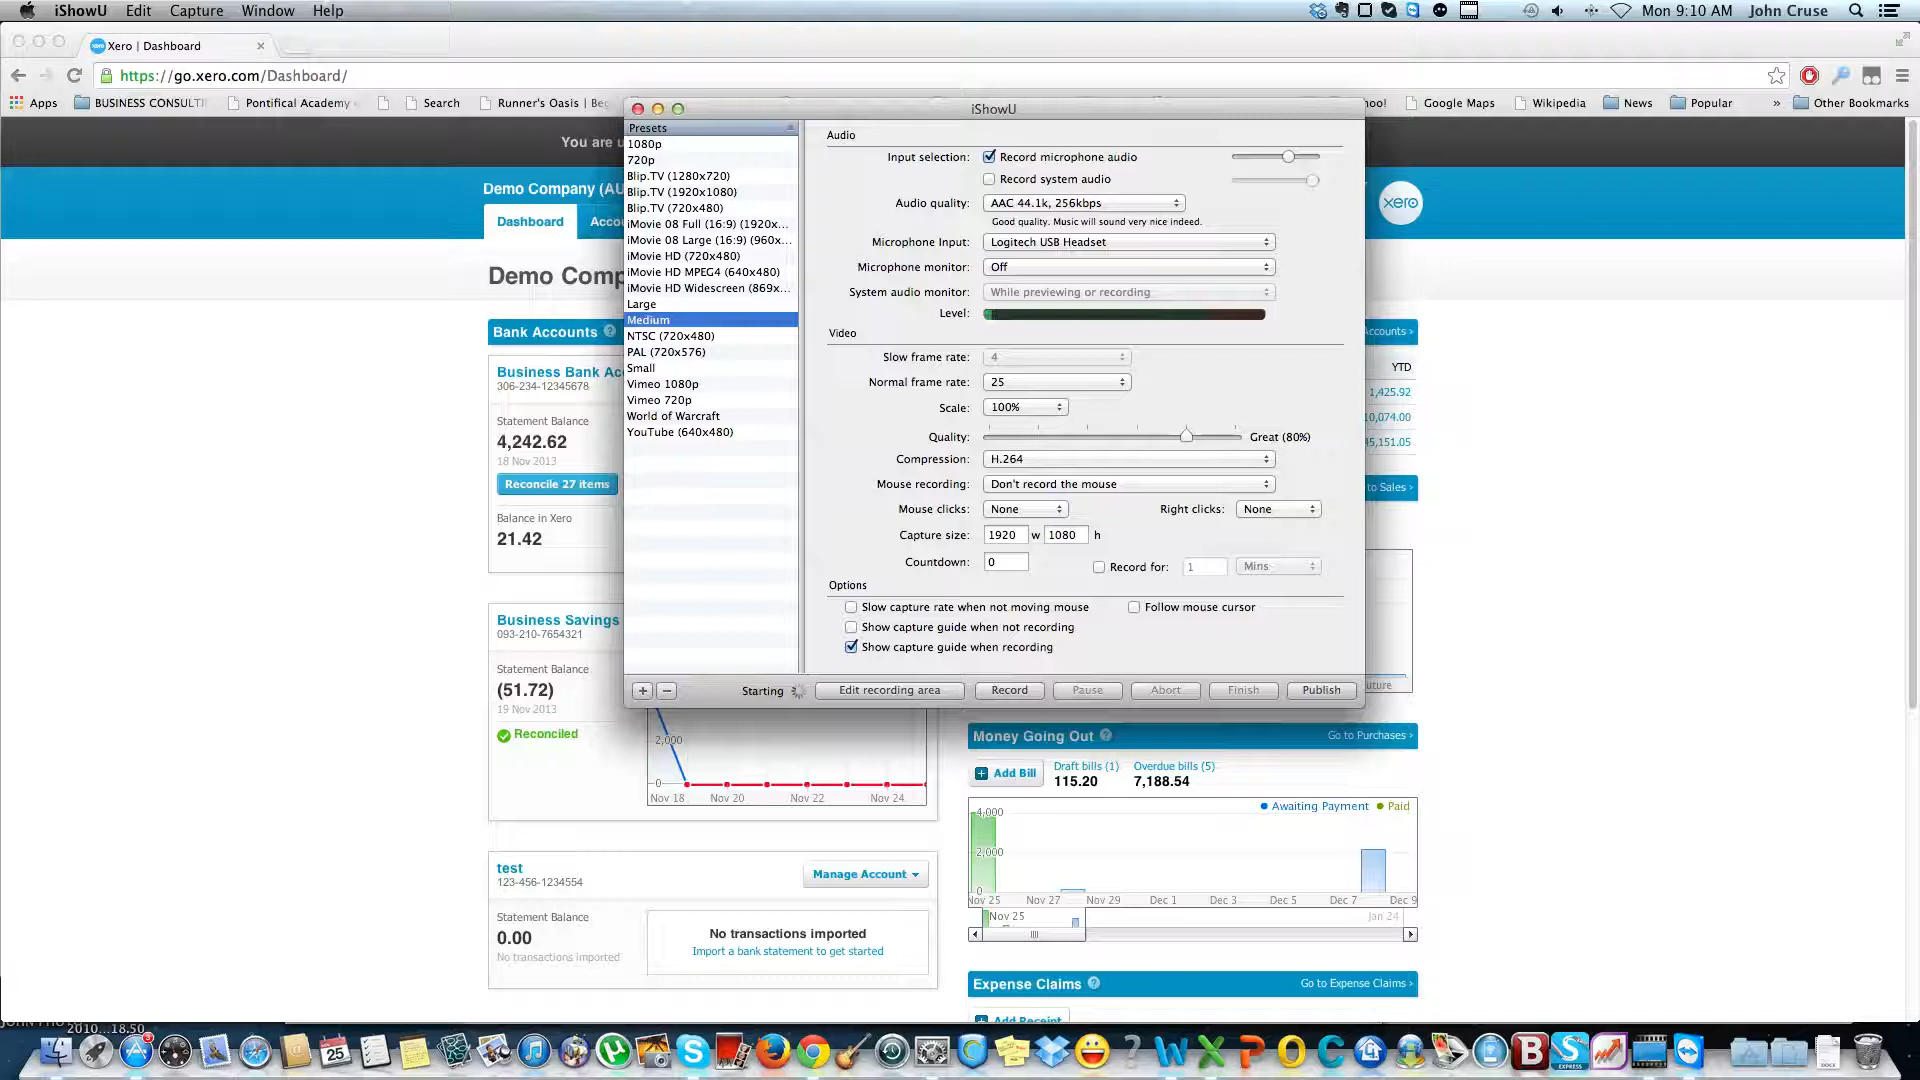 iShowU Edit Capture Window Help
Mon 9:10 AM John Cruse
Xero | Dashboard
https://go.xero.com/Dashboard/
Apps BUSINESS CONSULTI Pontifical Academy Search Runner's Oasis | Be hoo! Google Maps Wikipedia News Popular » Other Bookmarks
iShowU
Presets
1080p
720p
Blip.TV (1280x720)
Blip.TV (1920x1080)
Blip.TV (720x480)
iMovie 08 Full (16:9) (1920x...
iMovie 08 Large (16:9) (960x...
iMovie HD (720x480)
iMovie HD MPEG4 (640x480)
iMovie HD Widescreen (869x...
Large
Medium
NTSC (720x480)
PAL (720x576)
Small
Vimeo 1080p
Vimeo 720p
World of Warcraft
YouTube (640x480)
Audio
Input selection: Record microphone audio
Record system audio
Audio quality: AAC 44.1k, 256kbps
Good quality. Music will sound very nice indeed.
Microphone Input: Logitech USB Headset
Microphone monitor: Off
System audio monitor: While previewing or recording
Level:
Video
Slow frame rate: 4
Normal frame rate: 25
Scale: 100%
Quality: Great (80%)
Compression: H.264
Mouse recording: Don't record the mouse
Mouse clicks: None Right clicks: None
Capture size: 1920 w 1080 h
Countdown: 0 Record for: 1 Mins
Options
Slow capture rate when not moving mouse Follow mouse cursor
Show capture guide when not recording
Show capture guide when recording
+ − Starting Edit recording area Record Pause Abort Finish Publish
You are u
Demo Company (AU
xero
Dashboard Accou
Demo Comp
Bank Accounts ?
Business Bank Ac
306-234-12345678
Statement Balance
4,242.62
18 Nov 2013
Reconcile 27 items
Balance in Xero
21.42
Business Savings
093-210-7654321
Statement Balance
(51.72)
19 Nov 2013
Reconciled
2,000
0
Nov 18 Nov 20 Nov 22 Nov 24
test
123-456-1234554
Manage Account
Statement Balance
0.00
No transactions imported
No transactions imported
Import a bank statement to get started
Accounts ›
YTD
1,425.92
10,074.00
45,151.05
to Sales ›
uture
Money Going Out ? Go to Purchases ›
Add Bill
Draft bills (1)
115.20
Overdue bills (5)
7,188.54
Awaiting Payment Paid
4,000
2,000
0
Nov 25 Nov 27 Nov 29 Dec 1 Dec 3 Dec 5 Dec 7 Dec 9
Nov 25 Jan 24
Expense Claims ? Go to Expense Claims ›
Add Receipt
2010...18.50
3
25
EXPRESS
DOCX